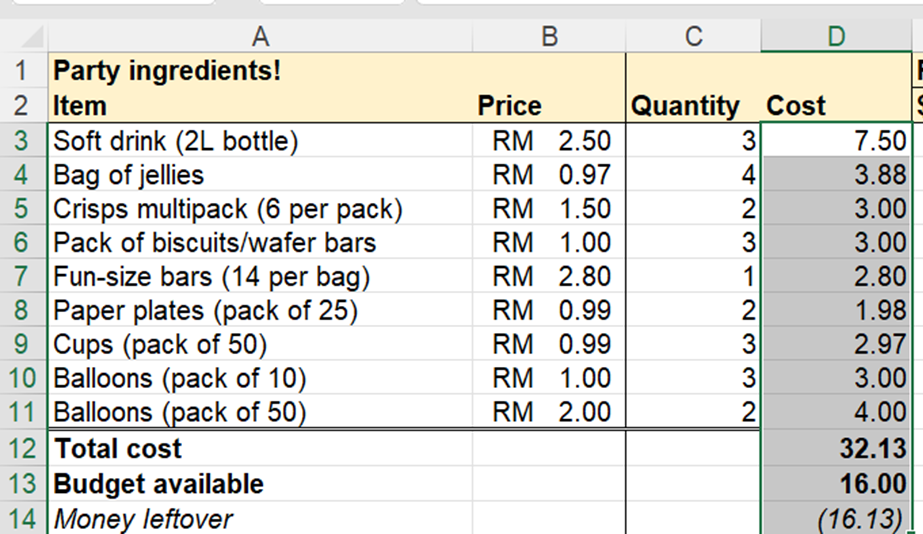 A B C D
1 Party ingredients!
2 Item Price Quantity Cost
3 Soft drink (2L bottle) RM 2.50 3 7.50
4 Bag of jellies RM 0.97 4 3.88
5 Crisps multipack (6 per pack) RM 1.50 2 3.00
6 Pack of biscuits/wafer bars RM 1.00 3 3.00
7 Fun-size bars (14 per bag) RM 2.80 1 2.80
8 Paper plates (pack of 25) RM 0.99 2 1.98
9 Cups (pack of 50) RM 0.99 3 2.97
10 Balloons (pack of 10) RM 1.00 3 3.00
11 Balloons (pack of 50) RM 2.00 2 4.00
12 Total cost 32.13
13 Budget available 16.00
14 Money leftover (16.13)